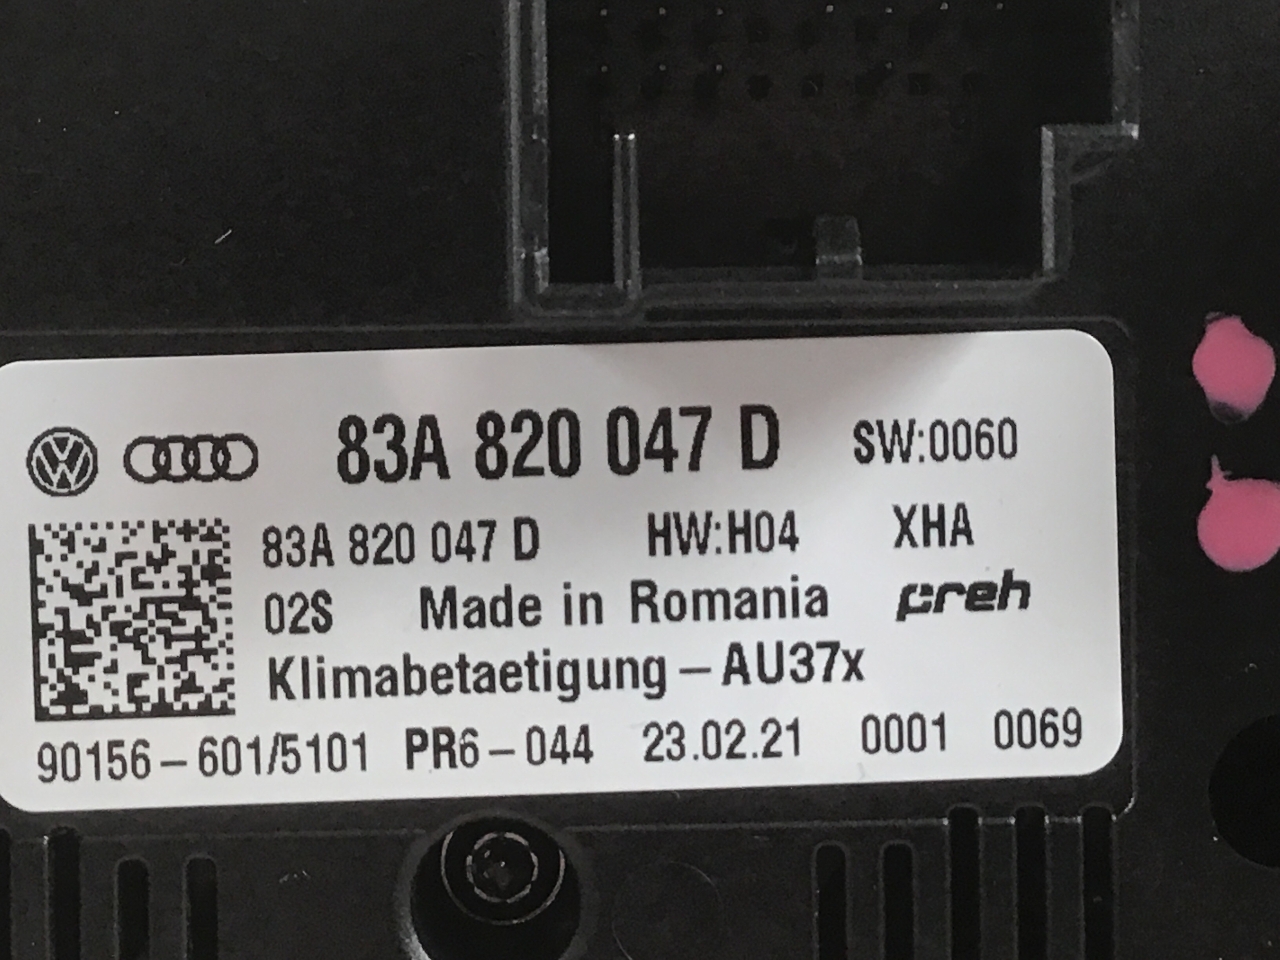 83A 820 047 D SW:0060
83A 820 047 D HW:H04 XHA
02S Made in Romania preh
Klimabetaetigung – AU37x
90156 – 601/5101 PR6 – 044 23.02.21 0001 0069